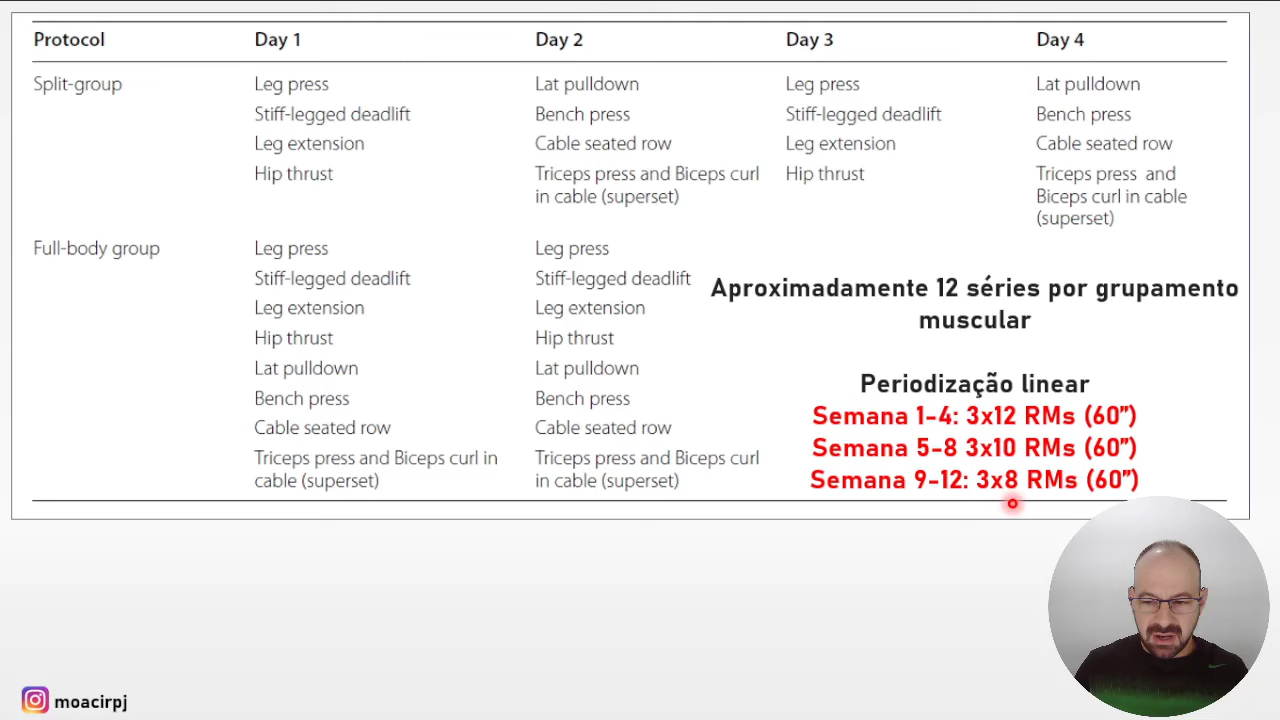 Protocol Day 1 Day 2 Day 3 Day 4
Split-group Leg press Lat pulldown Leg press Lat pulldown
Stiff-legged deadlift Bench press Stiff-legged deadlift Bench press
Leg extension Cable seated row Leg extension Cable seated row
Hip thrust Triceps press and Biceps curl Hip thrust Triceps press and
in cable (superset) Biceps curl in cable
(superset)
Full-body group Leg press Leg press
Stiff-legged deadlift Stiff-legged deadlift
Leg extension Leg extension
Hip thrust Hip thrust
Lat pulldown Lat pulldown
Bench press Bench press
Cable seated row Cable seated row
Triceps press and Biceps curl in Triceps press and Biceps curl
cable (superset) in cable (superset)
Aproximadamente 12 séries por grupamento
muscular
Periodização linear
Semana 1-4: 3x12 RMs (60”)
Semana 5-8 3x10 RMs (60”)
Semana 9-12: 3x8 RMs (60”)
moacirpj